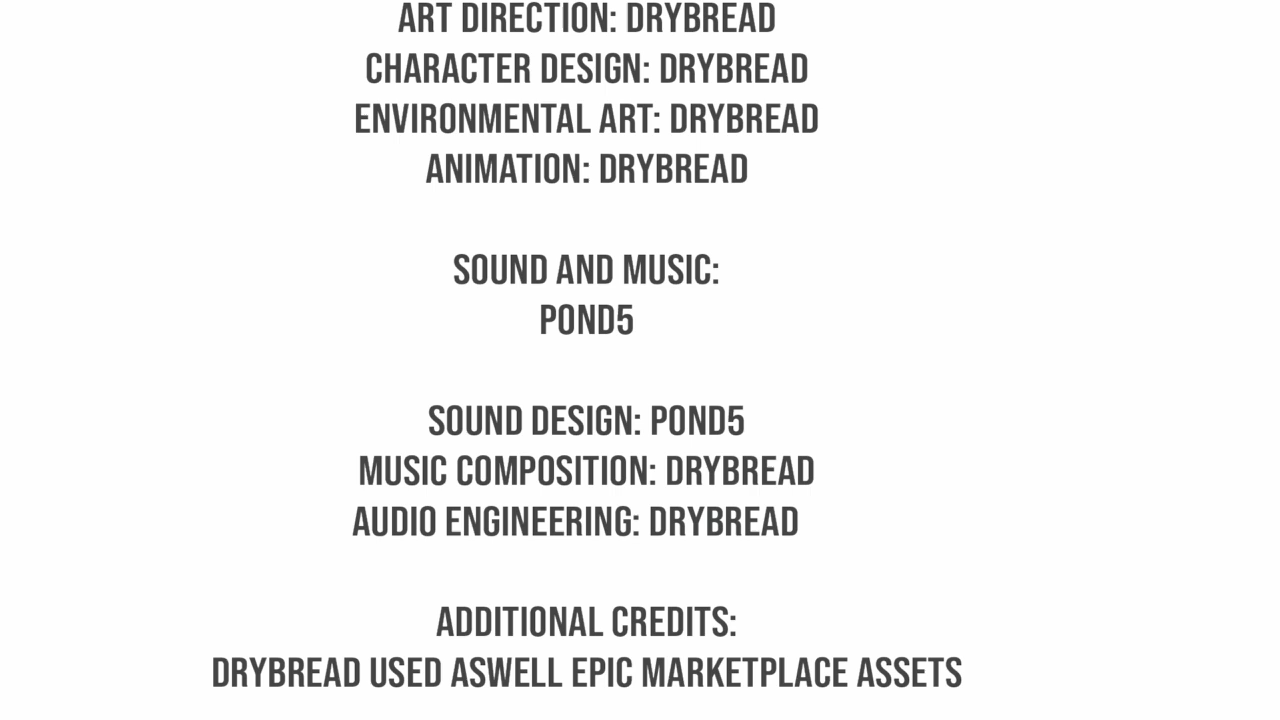 ART DIRECTION: DRYBREAD
CHARACTER DESIGN: DRYBREAD
ENVIRONMENTAL ART: DRYBREAD
ANIMATION: DRYBREAD
SOUND AND MUSIC:
POND5
SOUND DESIGN: POND5
MUSIC COMPOSITION: DRYBREAD
AUDIO ENGINEERING: DRYBREAD
ADDITIONAL CREDITS:
DRYBREAD USED ASWELL EPIC MARKETPLACE ASSETS